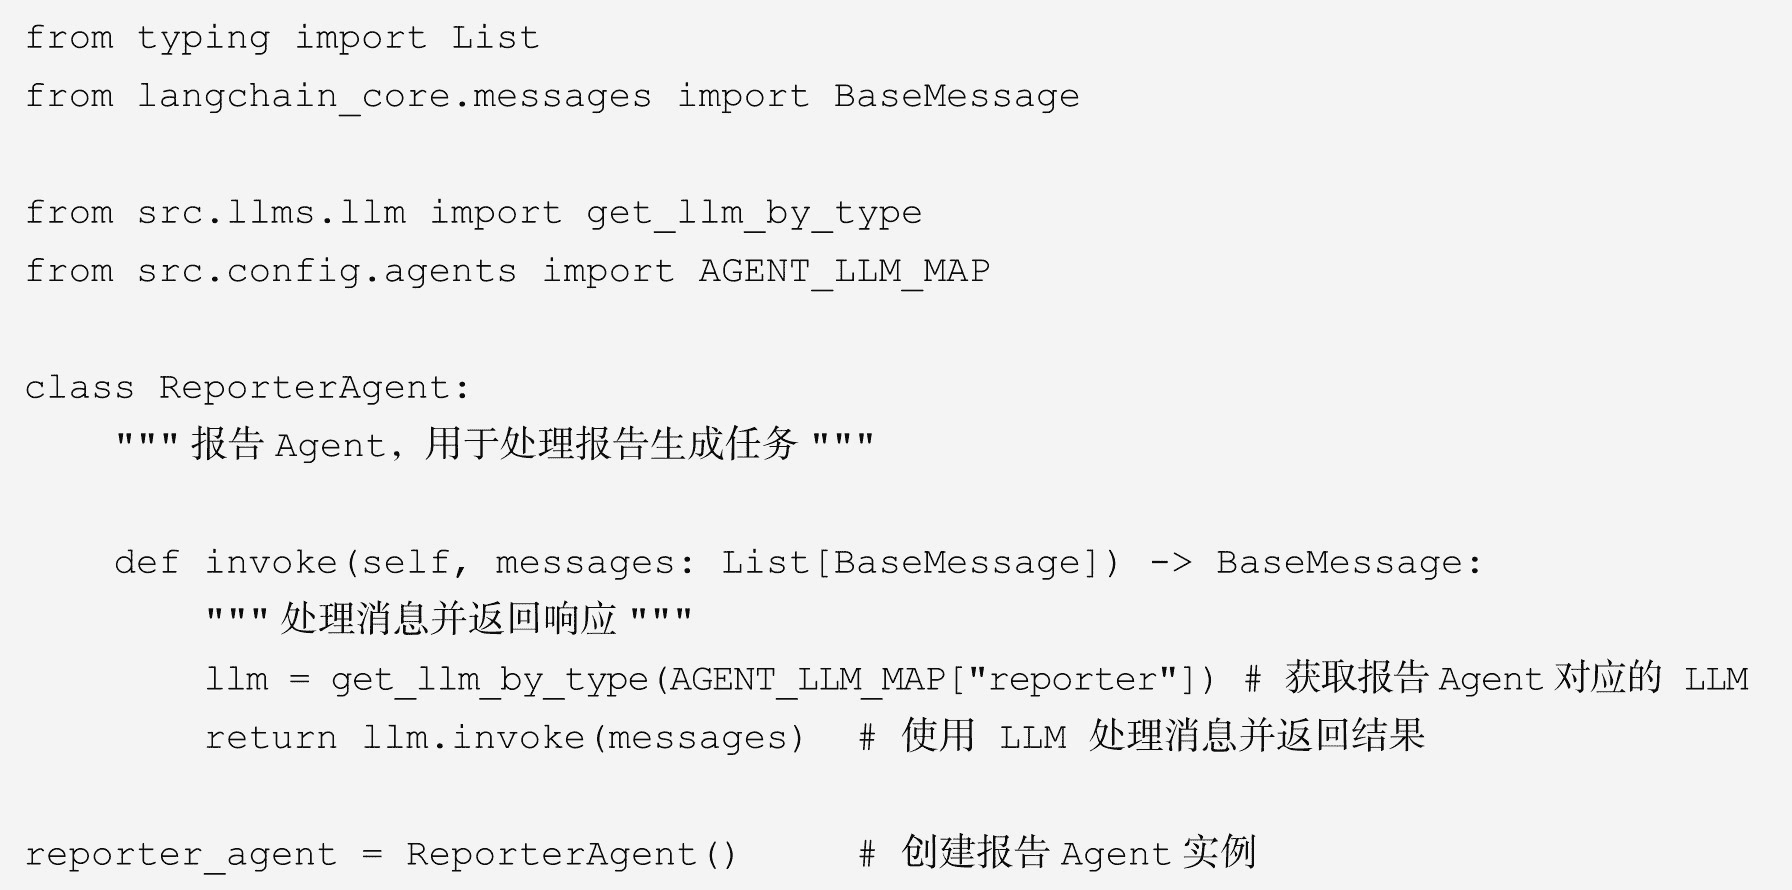 from typing import List
from langchain_core.messages import BaseMessage
from src.llms.llm import get_llm_by_type
from src.config.agents import AGENT_LLM_MAP
class ReporterAgent:
    """报告 Agent，用于处理报告生成任务"""
    def invoke(self, messages: List[BaseMessage]) -> BaseMessage:
        """处理消息并返回响应"""
        llm = get_llm_by_type(AGENT_LLM_MAP["reporter"]) # 获取报告 Agent 对应的 LLM
        return llm.invoke(messages)  # 使用 LLM 处理消息并返回结果
reporter_agent = ReporterAgent()     # 创建报告 Agent 实例